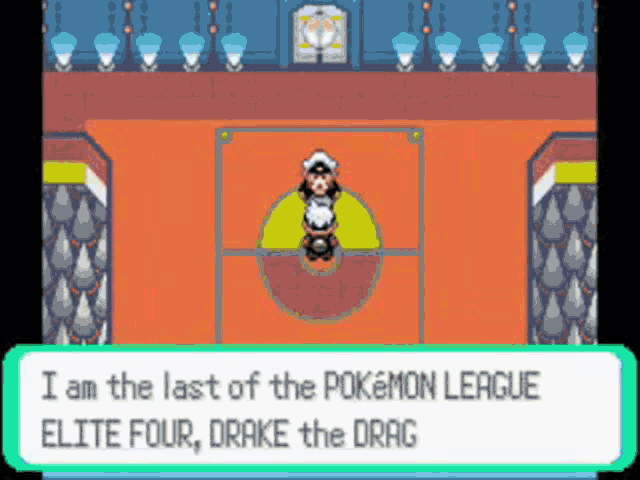 I am the last of the POKéMON LEAGUE
ELITE FOUR, DRAKE the DRAG